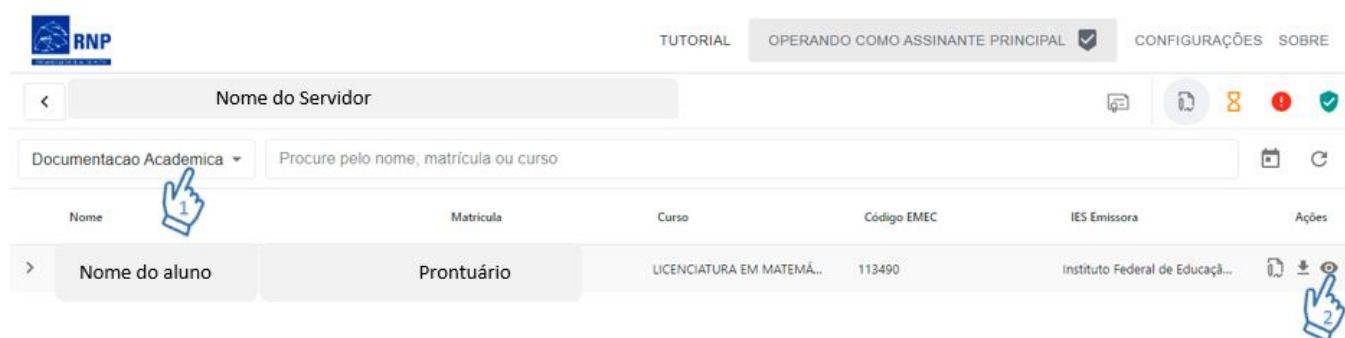 RNP
TUTORIAL
OPERANDO COMO ASSINANTE PRINCIPAL
CONFIGURAÇÕES
SOBRE
Nome do Servidor
Documentacao Academica
Procure pelo nome, matrícula ou curso
1
Nome
Matricula
Curso
Código EMEC
IES Emissora
Ações
Nome do aluno
Prontuário
LICENCIATURA EM MATEMÁ...
113490
Instituto Federal de Educaçã...
2